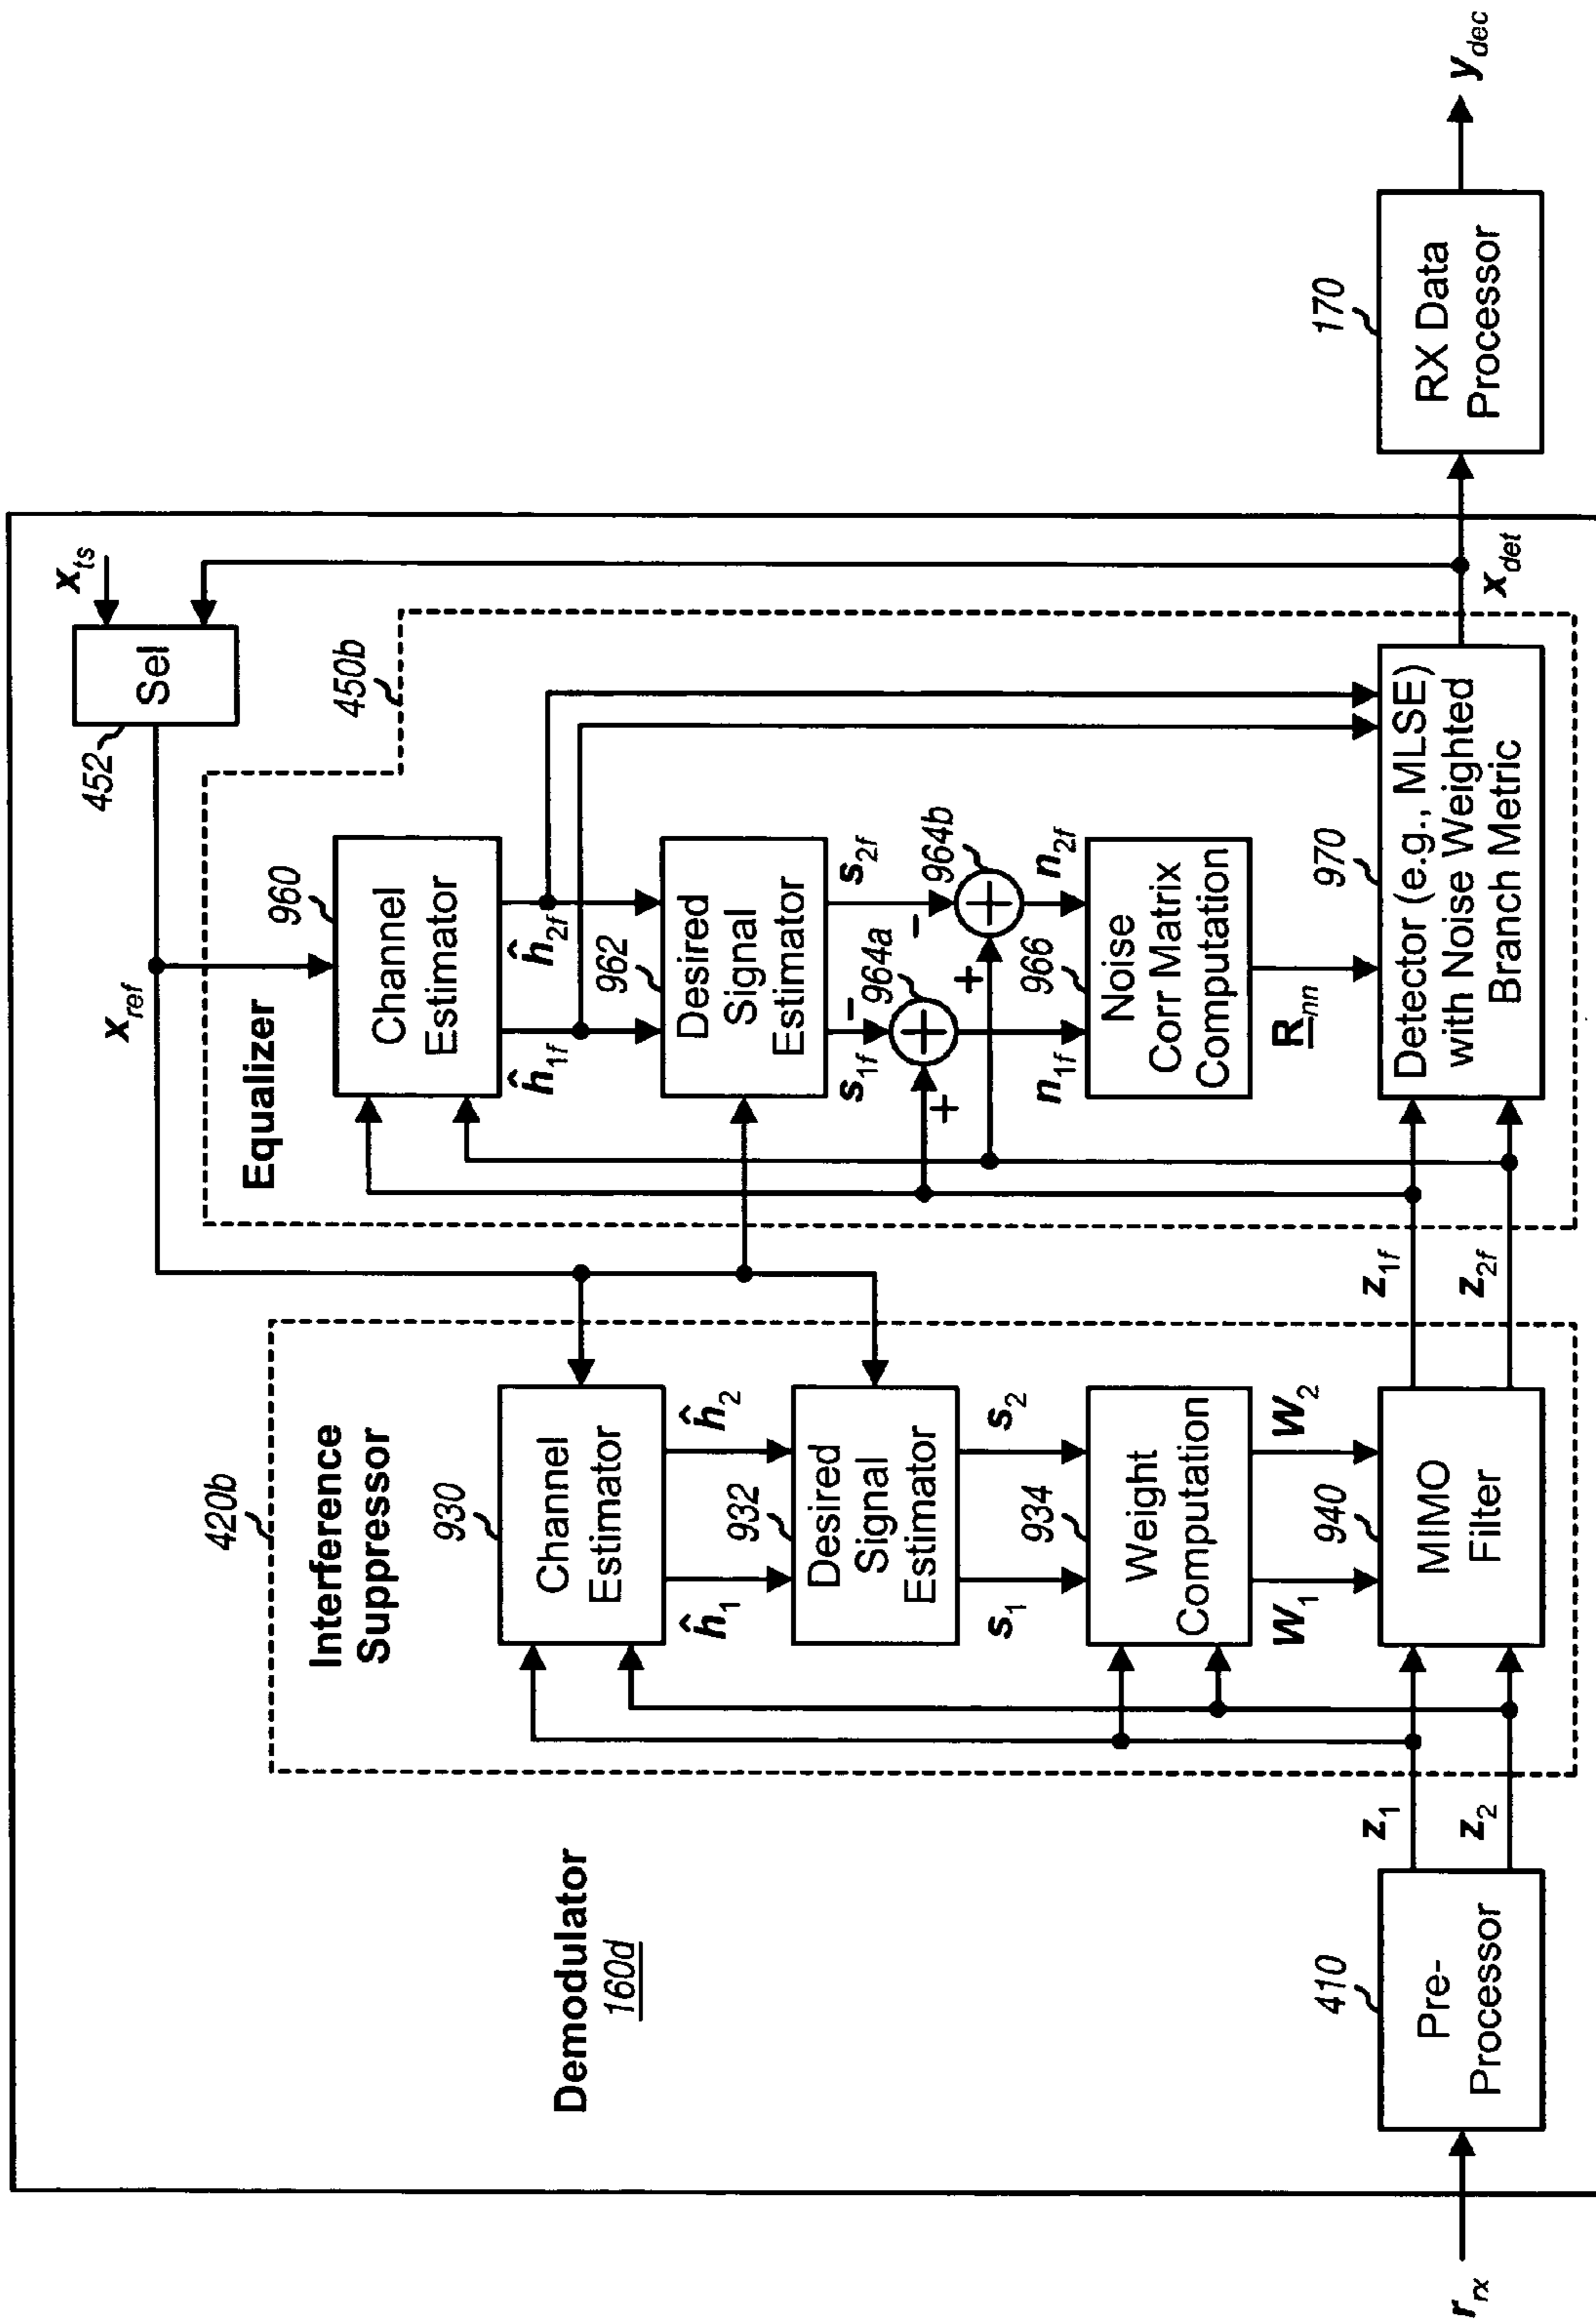 Demodulator
160d
r_rx
410
Pre-
Processor
z_1
z_2
420b
Interference
Suppressor
930
Channel
Estimator
ĥ_1
ĥ_2
932
Desired
Signal
Estimator
s_1
s_2
934
Weight
Computation
W_1
W_2
940
MIMO
Filter
z_1f
z_2f
x_ref
452
Sel
x_ts
450b
Equalizer
960
Channel
Estimator
ĥ_1f
ĥ_2f
962
Desired
Signal
Estimator
s_1f
s_2f
-
-
964a
964b
+
+
+
+
n_1f
n_2f
966
Noise
Corr Matrix
Computation
R_nn
970
Detector (e.g., MLSE)
with Noise Weighted
Branch Metric
x_det
170
RX Data
Processor
y_dec